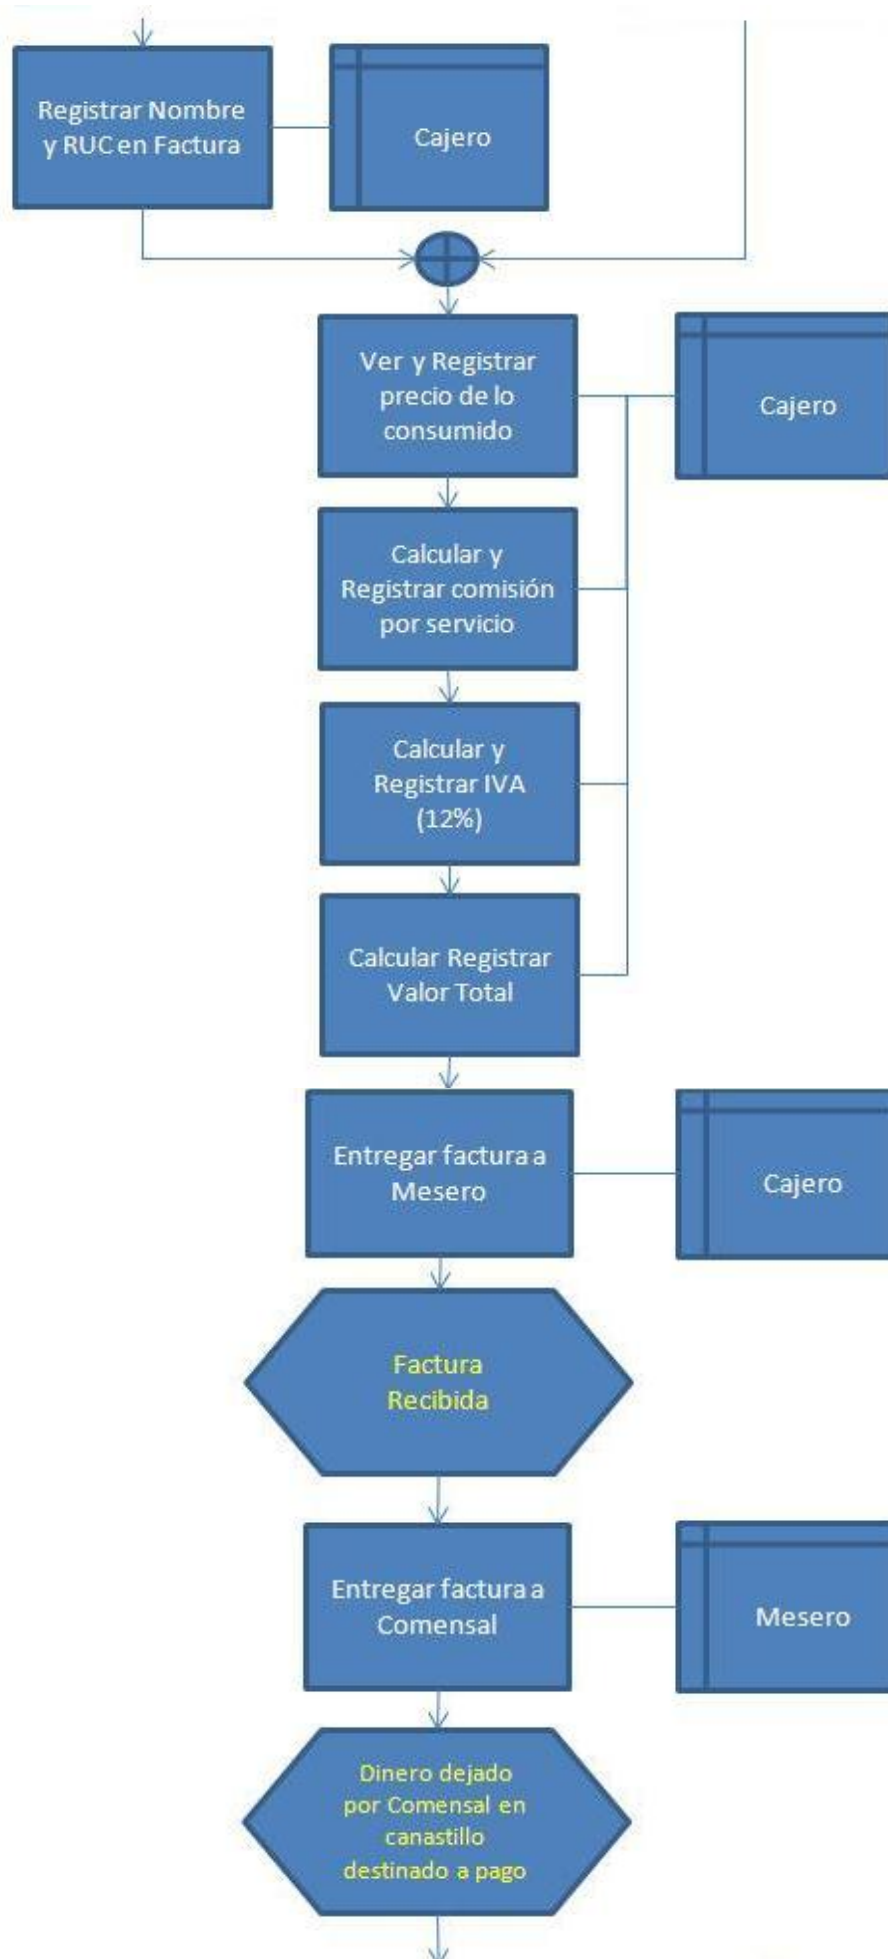 Registrar Nombre
y RUC en Factura
Cajero
Ver y Registrar
precio de lo
consumido
Cajero
Calcular y
Registrar comisión
por servicio
Calcular y
Registrar IVA
(12%)
Calcular Registrar
Valor Total
Entregar factura a
Mesero
Cajero
Factura
Recibida
Entregar factura a
Comensal
Mesero
Dinero dejado
por Comensal en
canastillo
destinado a pago